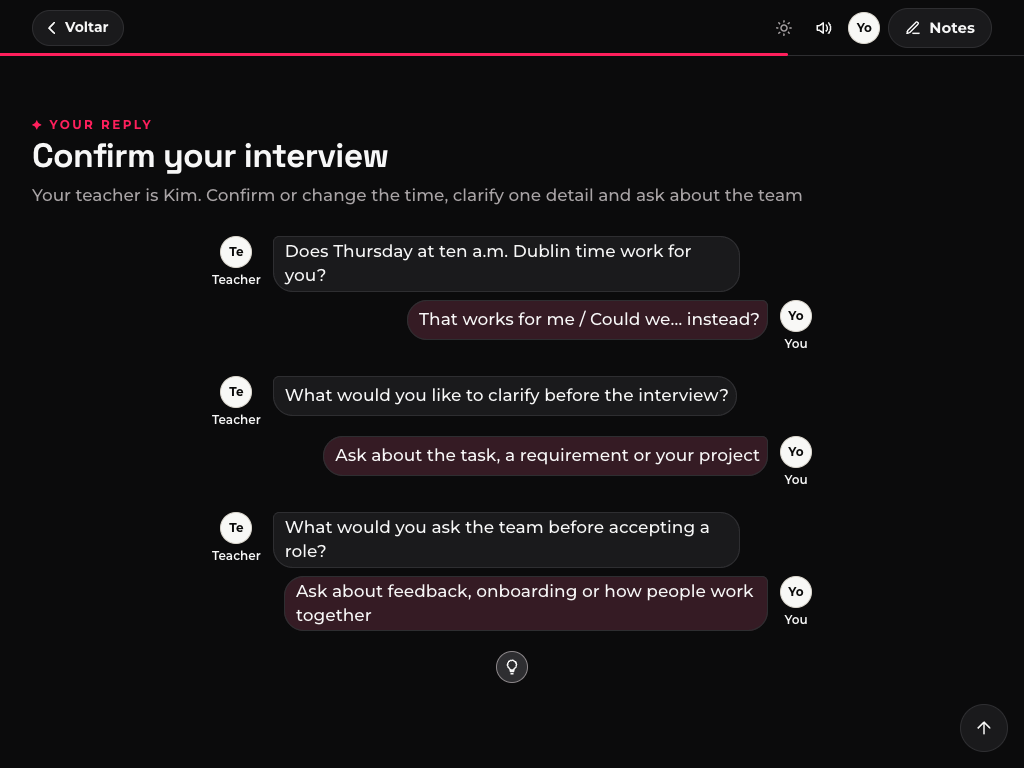 Voltar
Yo
Notes
YOUR REPLY
Confirm your interview
Your teacher is Kim. Confirm or change the time, clarify one detail and ask about the team
Te
Teacher
Does Thursday at ten a.m. Dublin time work for
you?
That works for me / Could we... instead?
Yo
You
Te
Teacher
What would you like to clarify before the interview?
Ask about the task, a requirement or your project
Yo
You
Te
Teacher
What would you ask the team before accepting a
role?
Ask about feedback, onboarding or how people work
together
Yo
You